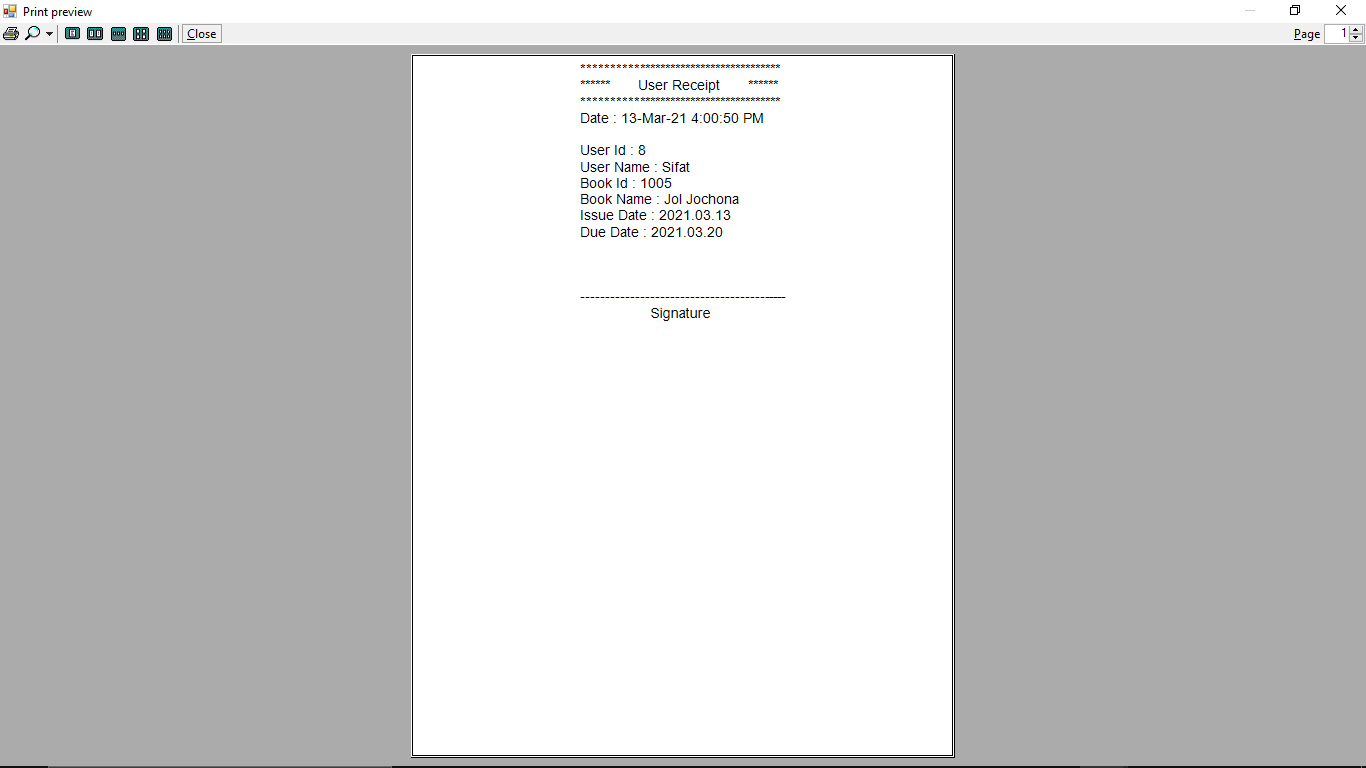 Print preview
Close
Page 1
****************************************
****** User Receipt ******
****************************************
Date : 13-Mar-21 4:00:50 PM
User Id : 8
User Name : Sifat
Book Id : 1005
Book Name : Jol Jochona
Issue Date : 2021.03.13
Due Date : 2021.03.20
-----------------------------------------
Signature